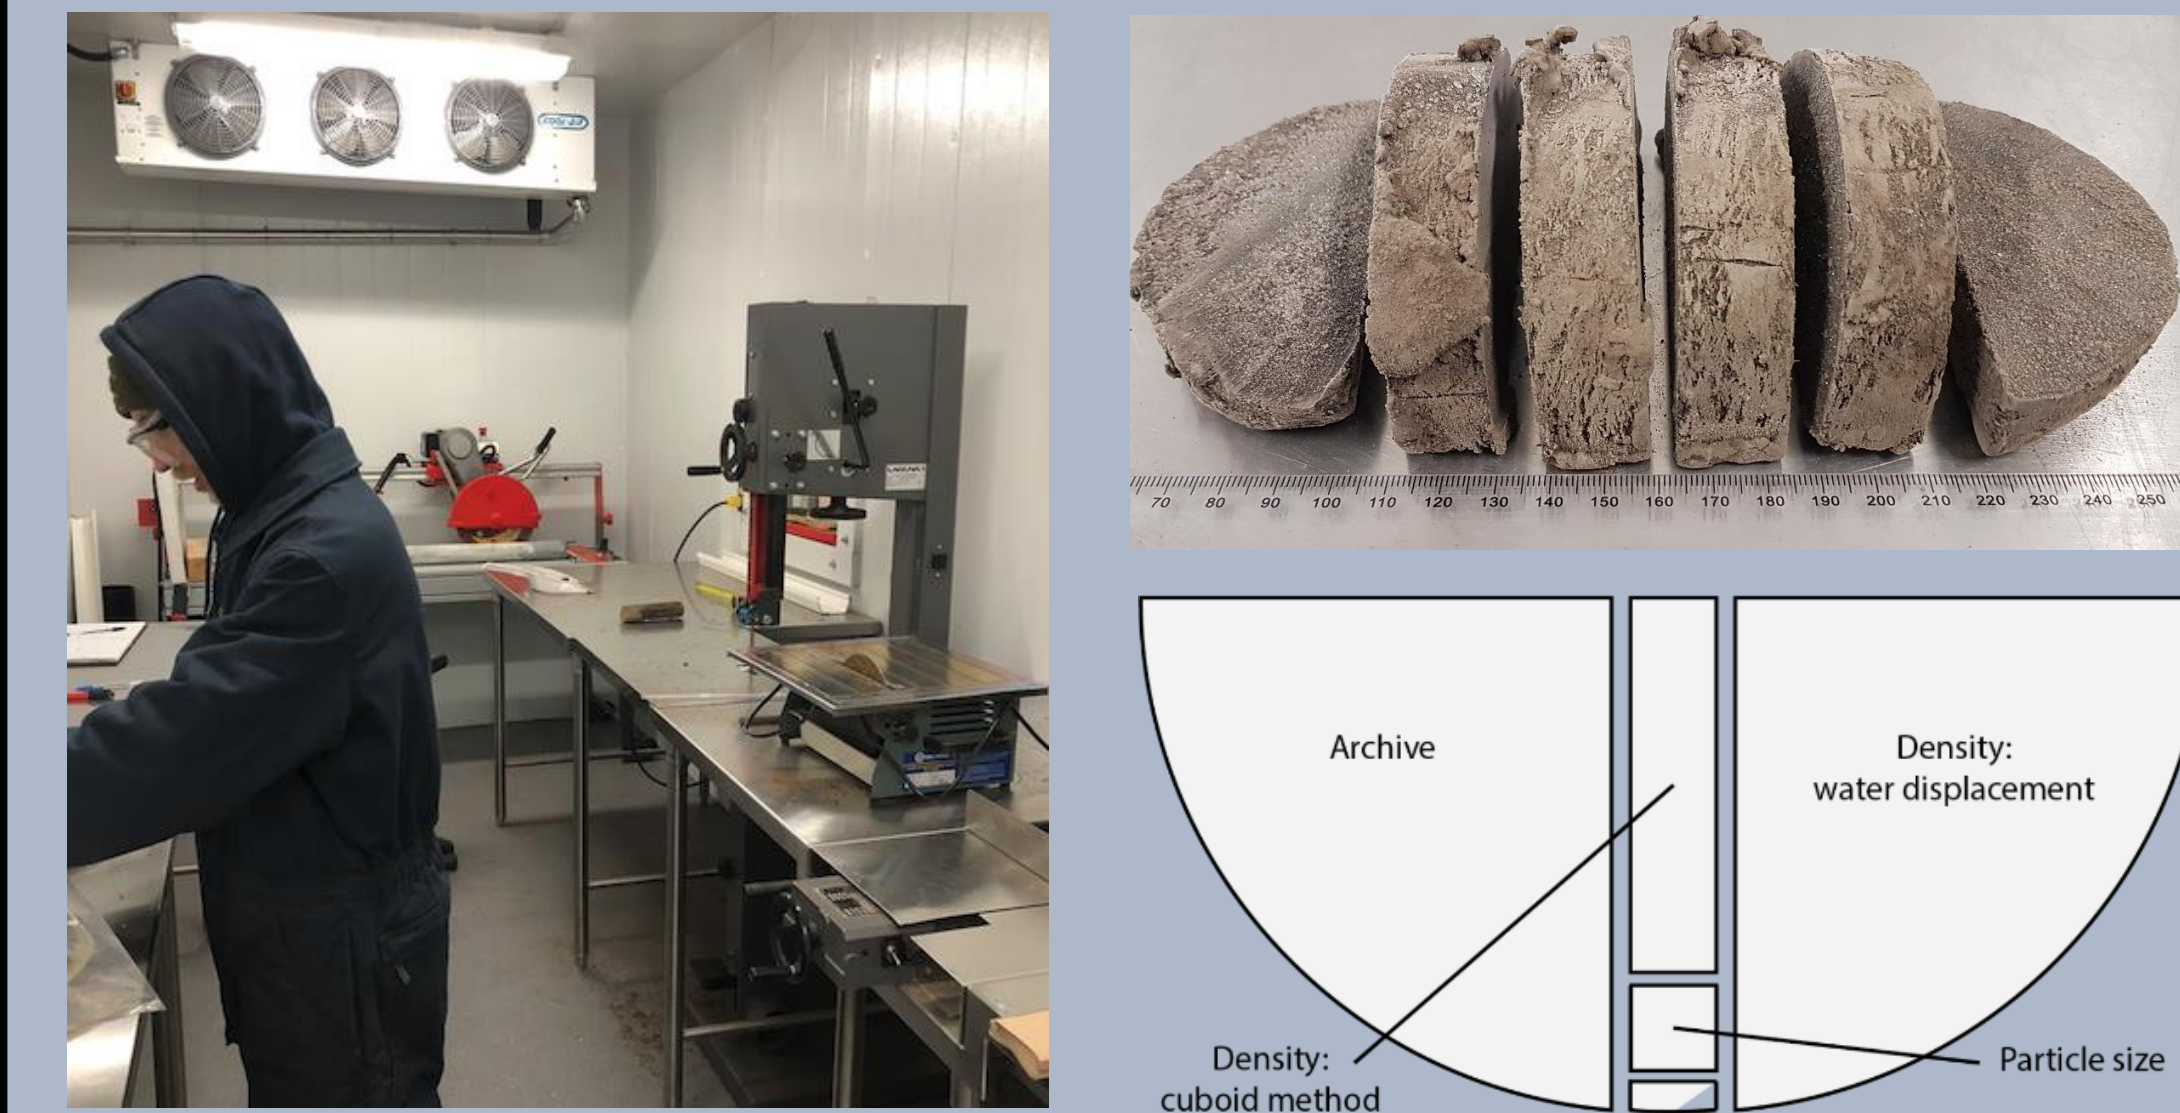 70 80 90 100 110 120 130 140 150 160 170 180 190 200 210 220 230 240 250
Archive
Density:
water displacement
Density:
cuboid method
Particle size